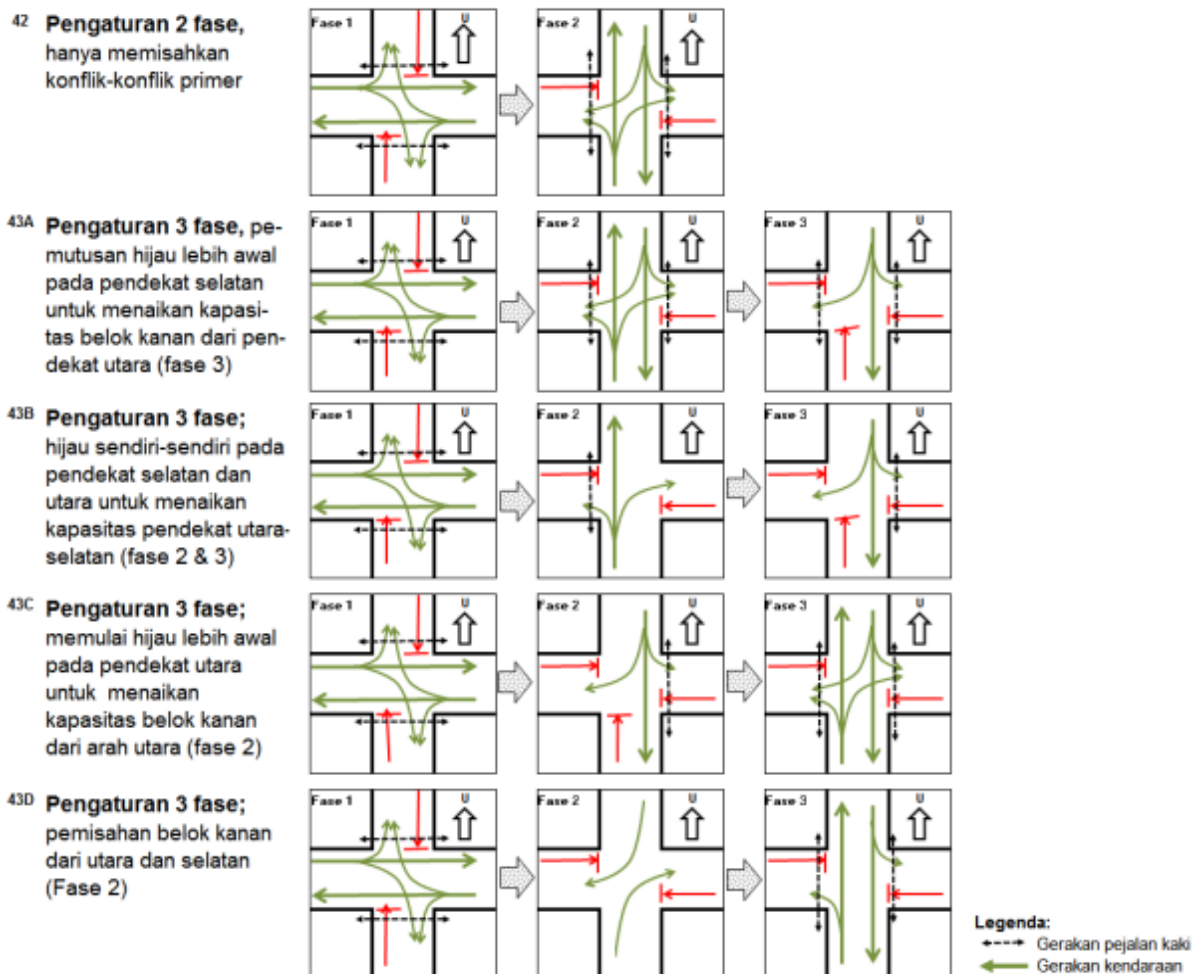 42 Pengaturan 2 fase,
hanya memisahkan
konflik-konflik primer
Fase 1
U
Fase 2
U
43A Pengaturan 3 fase, pe-
mutusan hijau lebih awal
pada pendekat selatan
untuk menaikan kapasi-
tas belok kanan dari pen-
dekat utara (fase 3)
Fase 1
U
Fase 2
U
Fase 3
U
43B Pengaturan 3 fase;
hijau sendiri-sendiri pada
pendekat selatan dan
utara untuk menaikan
kapasitas pendekat utara-
selatan (fase 2 & 3)
Fase 1
U
Fase 2
U
Fase 3
U
43C Pengaturan 3 fase;
memulai hijau lebih awal
pada pendekat utara
untuk menaikan
kapasitas belok kanan
dari arah utara (fase 2)
Fase 1
U
Fase 2
U
Fase 3
U
43D Pengaturan 3 fase;
pemisahan belok kanan
dari utara dan selatan
(Fase 2)
Fase 1
U
Fase 2
U
Fase 3
U
Legenda:
Gerakan pejalan kaki
Gerakan kendaraan